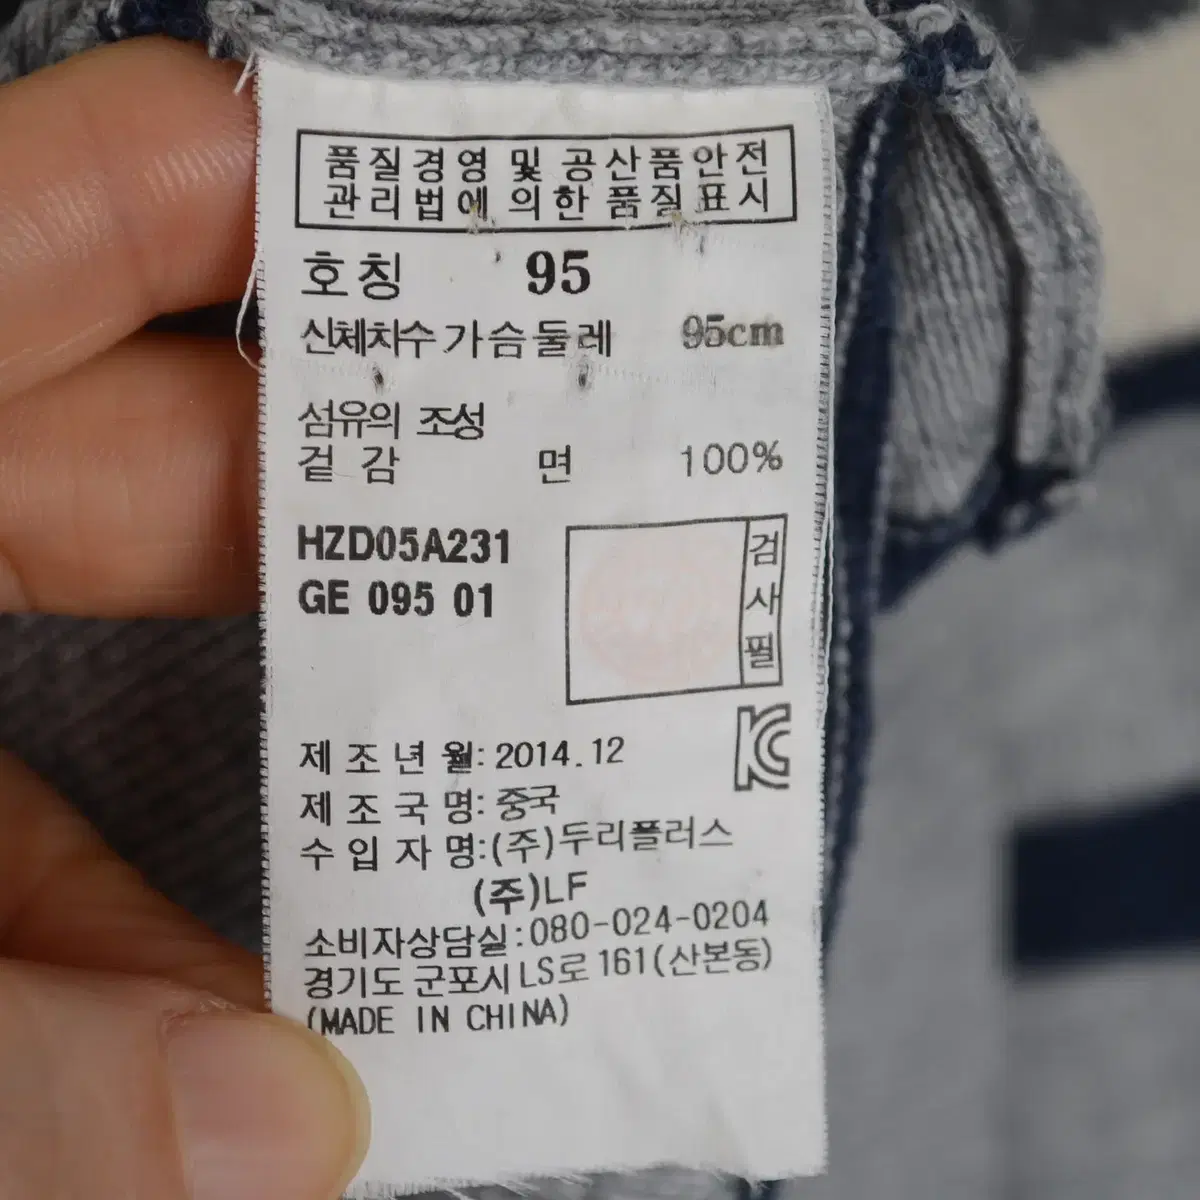 품질경영 및 공산품안전
관리법에 의한 품질표시
호칭 95
신체치수 가슴둘레 95cm
섬유의 조성
겉감 면 100%
HZD05A231
GE 095 01
검사필
제조년월: 2014.12
제조국명: 중국
수입자명:(주)두리플러스
(주)LF
소비자상담실:080-024-0204
경기도 군포시 LS로 161(산본동)
(MADE IN CHINA)